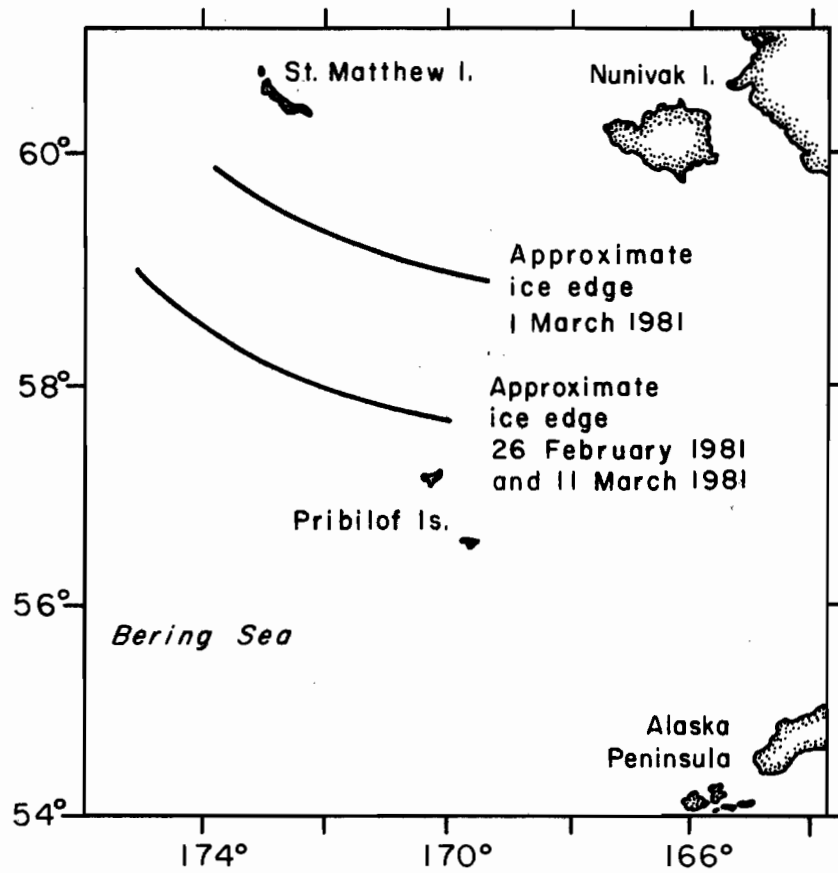 St. Matthew I.
Nunivak I.
60°
Approximate
ice edge
1 March 1981
58°
Approximate
ice edge
26 February 1981
and 11 March 1981
Pribilof Is.
56°
Bering Sea
Alaska
Peninsula
54°
174°
170°
166°